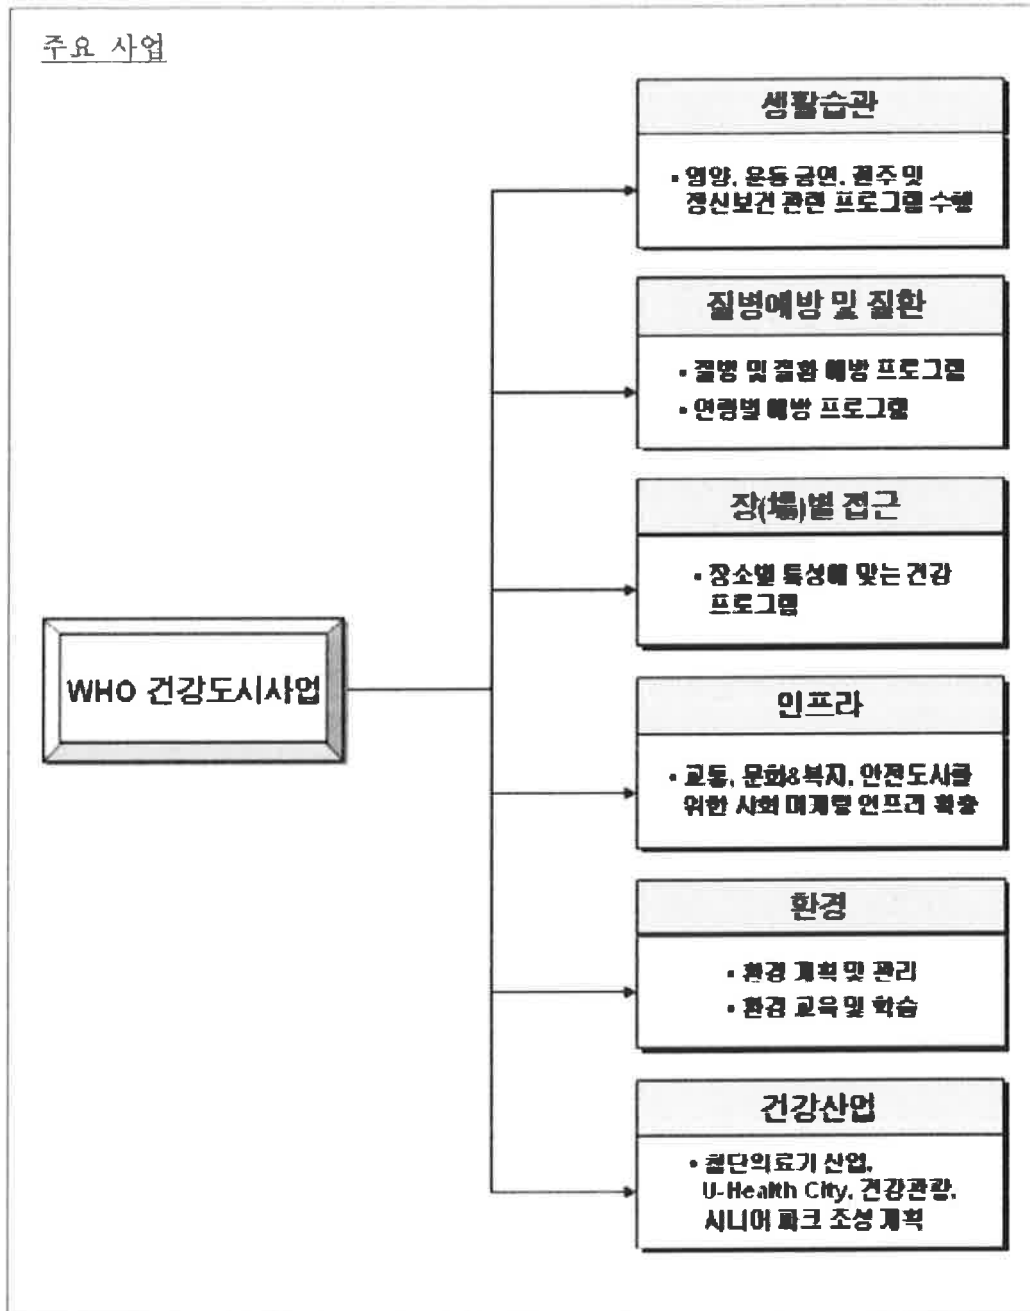 주요 사업
생활습관
• 영양, 운동 금연, 절주 및
정신보건 관련 프로그램 수행
질병예방 및 질환
• 질병 및 질환 예방 프로그램
• 연령별 예방 프로그램
장(場)별 접근
• 장소별 특성에 맞는 건강
프로그램
WHO 건강도시사업
인프라
• 교통, 문화&복지, 안전도시를
위한 사회 마케팅 인프라 확충
환경
• 환경 계획 및 관리
• 환경 교육 및 학습
건강산업
• 첨단의료기 산업,
U-Health City, 건강관광,
시니어 파크 조성 계획